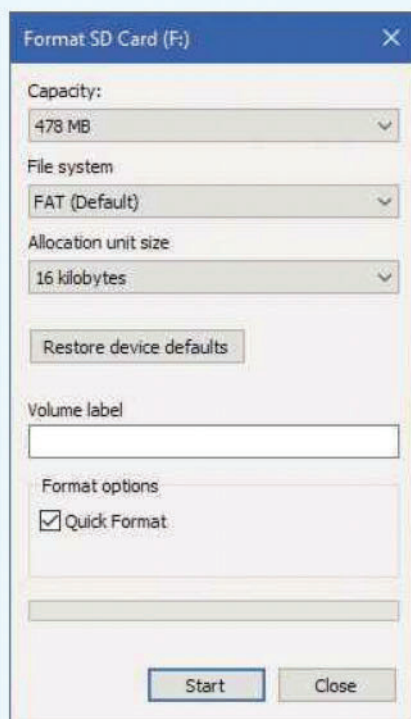 Format SD Card (F:)
Capacity:
478 MB
File system
FAT (Default)
Allocation unit size
16 kilobytes
Restore device defaults
Volume label
Format options
Quick Format
Start Close